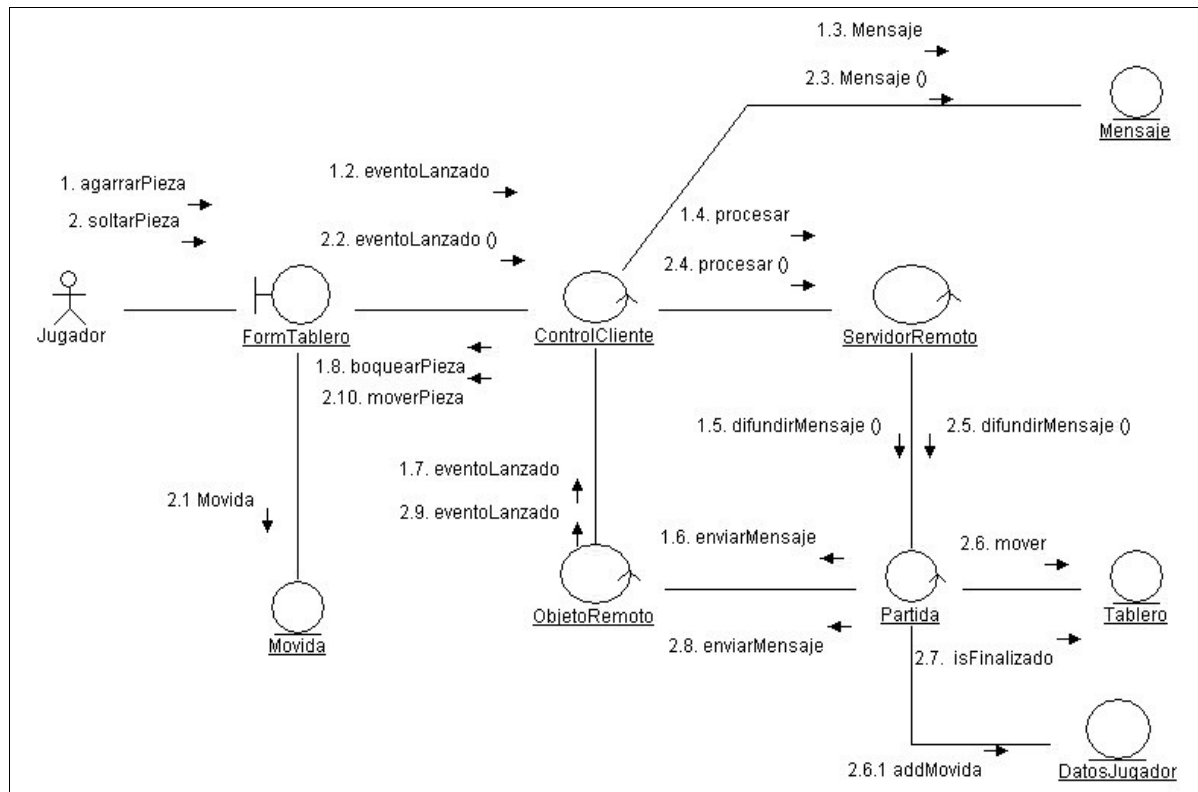 1.3. Mensaje
2.3. Mensaje ()
Mensaje
1. agarrarPieza
2. soltarPieza
1.2. eventoLanzado
2.2. eventoLanzado ()
1.4. procesar
2.4. procesar ()
Jugador
FormTablero
ControlCliente
ServidorRemoto
1.8. boquearPieza
2.10. moverPieza
1.5. difundirMensaje ()
2.5. difundirMensaje ()
1.7. eventoLanzado
2.9. eventoLanzado
2.1 Movida
1.6. enviarMensaje
2.6. mover
Movida
ObjetoRemoto
Partida
Tablero
2.8. enviarMensaje
2.7. isFinalizado
2.6.1 addMovida
DatosJugador